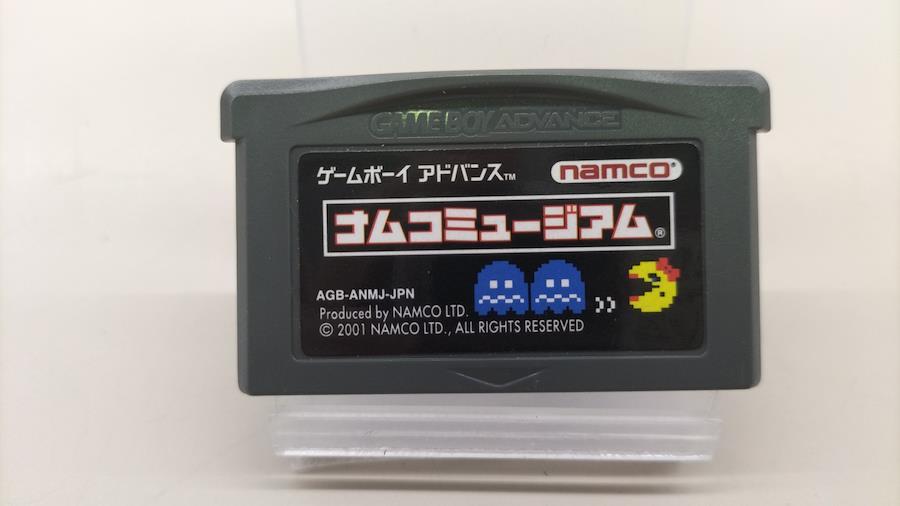 GAME BOY ADVANCE
ゲームボーイ アドバンス™
namco®
ナムコミュージアム®
AGB-ANMJ-JPN
Produced by NAMCO LTD.
© 2001 NAMCO LTD., ALL RIGHTS RESERVED